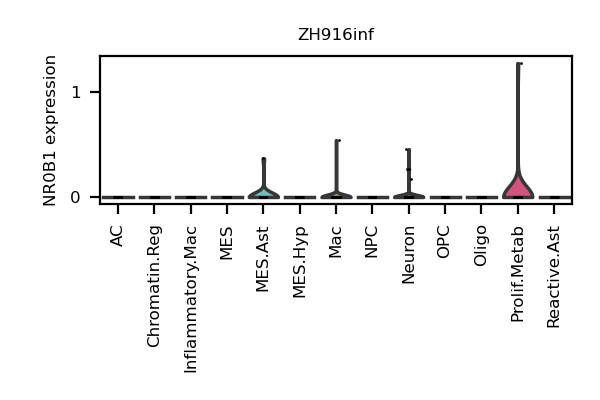 ZH916inf
NR0B1 expression
1
0
AC
Chromatin.Reg
Inflammatory.Mac
MES
MES.Ast
MES.Hyp
Mac
NPC
Neuron
OPC
Oligo
Prolif.Metab
Reactive.Ast